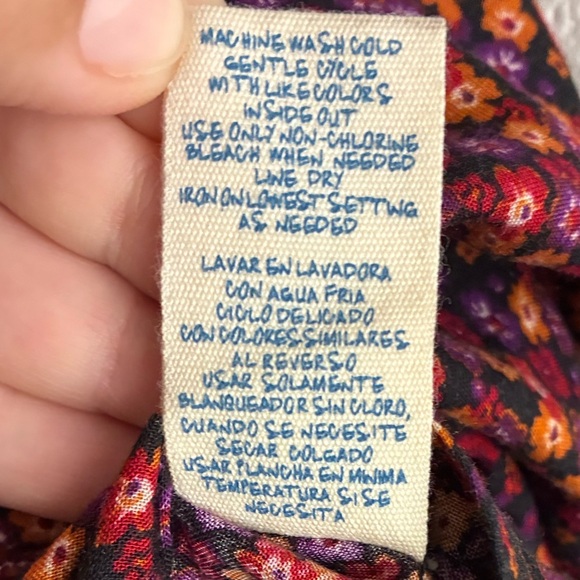 MACHINE WASH COLD
GENTLE CYCLE
WITH LIKE COLORS
INSIDE OUT
USE ONLY NON-CHLORINE
BLEACH WHEN NEEDED
LINE DRY
IRON ON LOWEST SETTING
AS NEEDED
LAVAR EN LAVADORA
CON AGUA FRIA
CICLO DELICADO
CON COLORES SIMILARES
AL REVERSO
USAR SOLAMENTE
BLANQUEADOR SIN CLORO,
CUANDO SE NECESITE
SECAR COLGADO
USAR PLANCHA EN MINIMA
TEMPERATURA SI SE
NECESITA